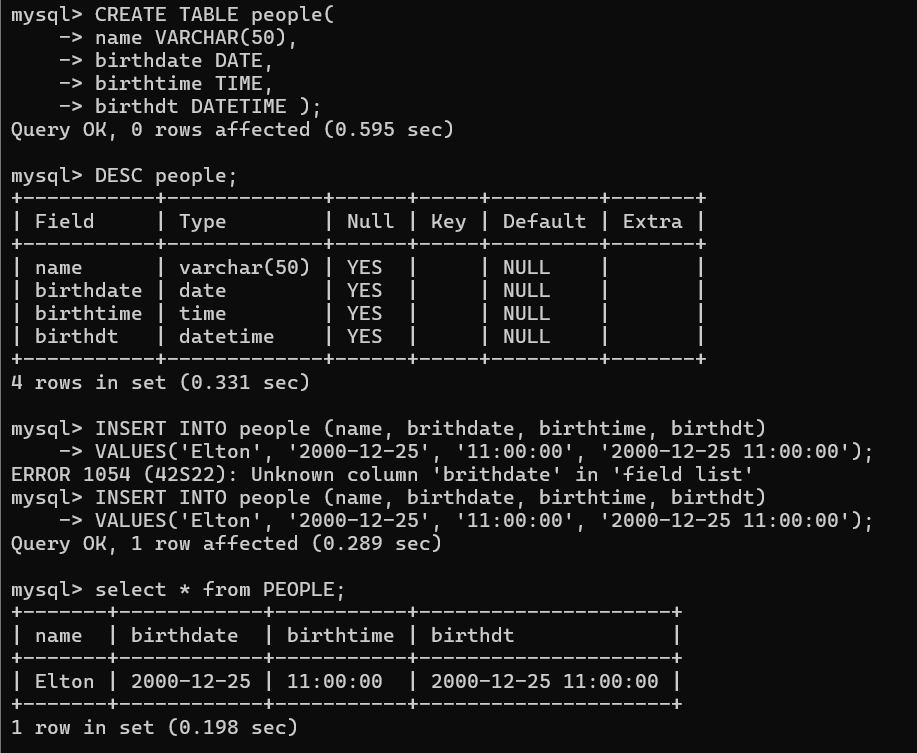 mysql> CREATE TABLE people(
    -> name VARCHAR(50),
    -> birthdate DATE,
    -> birthtime TIME,
    -> birthdt DATETIME );
Query OK, 0 rows affected (0.595 sec)

mysql> DESC people;
+-----------+-------------+------+-----+---------+-------+
| Field     | Type        | Null | Key | Default | Extra |
+-----------+-------------+------+-----+---------+-------+
| name      | varchar(50) | YES  |     | NULL    |       |
| birthdate | date        | YES  |     | NULL    |       |
| birthtime | time        | YES  |     | NULL    |       |
| birthdt   | datetime    | YES  |     | NULL    |       |
+-----------+-------------+------+-----+---------+-------+
4 rows in set (0.331 sec)

mysql> INSERT INTO people (name, brithdate, birthtime, birthdt)
    -> VALUES('Elton', '2000-12-25', '11:00:00', '2000-12-25 11:00:00');
ERROR 1054 (42S22): Unknown column 'brithdate' in 'field list'
mysql> INSERT INTO people (name, birthdate, birthtime, birthdt)
    -> VALUES('Elton', '2000-12-25', '11:00:00', '2000-12-25 11:00:00');
Query OK, 1 row affected (0.289 sec)

mysql> select * from PEOPLE;
+-------+------------+-----------+---------------------+
| name  | birthdate  | birthtime | birthdt             |
+-------+------------+-----------+---------------------+
| Elton | 2000-12-25 | 11:00:00  | 2000-12-25 11:00:00 |
+-------+------------+-----------+---------------------+
1 row in set (0.198 sec)